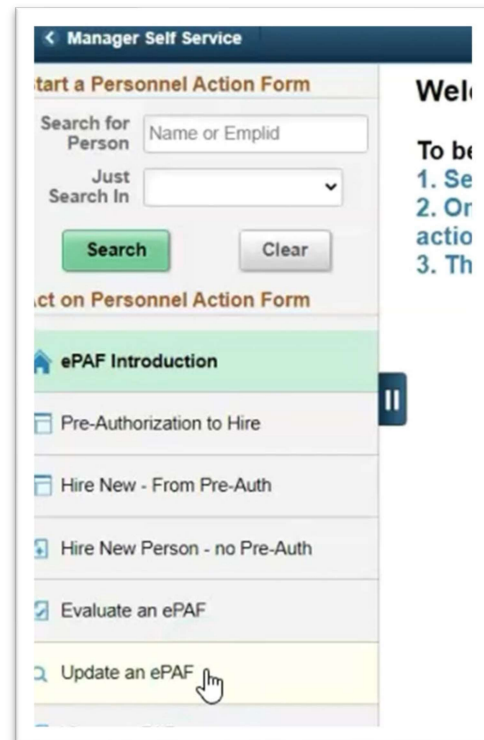 Manager Self Service
tart a Personnel Action Form
Search for
Person
Name or Emplid
Just
Search In
Search
Clear
ct on Personnel Action Form
ePAF Introduction
Pre-Authorization to Hire
Hire New - From Pre-Auth
Hire New Person - no Pre-Auth
Evaluate an ePAF
Update an ePAF
Wel
To be
1. Se
2. Or
actio
3. Th